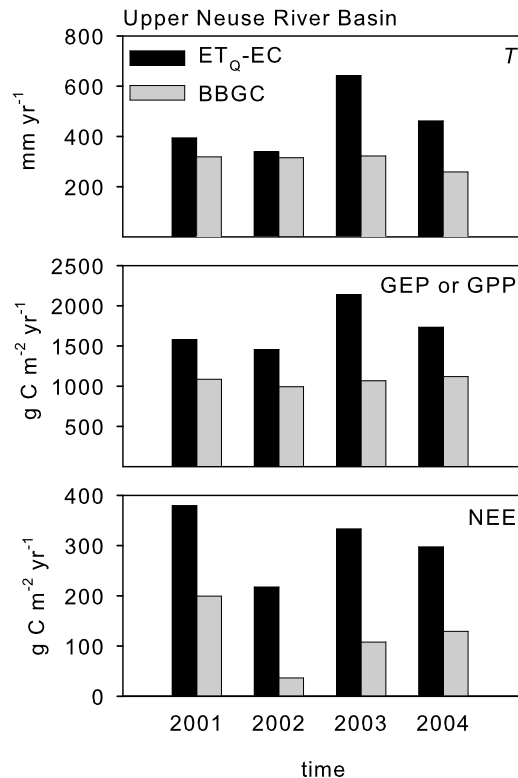 Upper Neuse River Basin
800
600
400
200
mm yr⁻¹
ET_Q-EC
BBGC
T
2500
2000
1500
1000
500
g C m⁻² yr⁻¹
GEP or GPP
400
300
200
100
0
g C m⁻² yr⁻¹
NEE
2001 2002 2003 2004
time